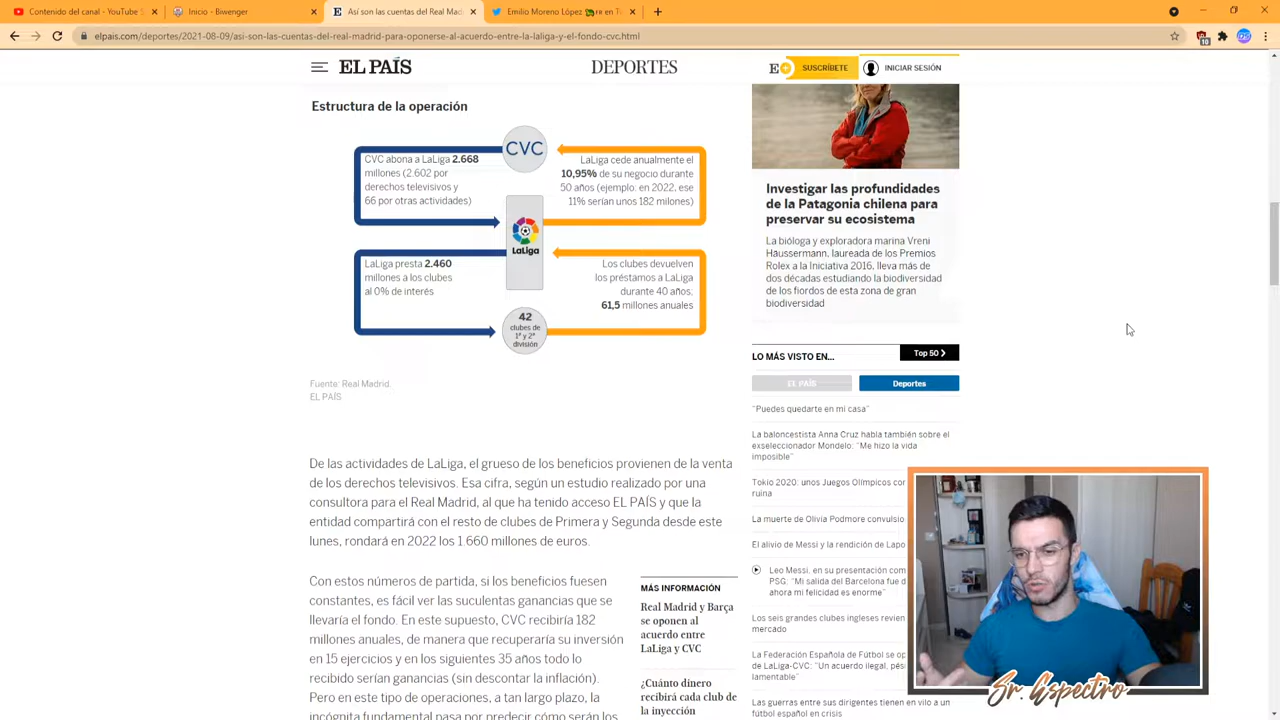 Contenido del canal - YouTube S
Inicio - Biwenger
Así son las cuentas del Real Mad
Emilio Moreno López
en T
elpais.com/deportes/2021-08-09/asi-son-las-cuentas-del-real-madrid-para-oponerse-al-acuerdo-entre-la-laliga-y-el-fondo-cvc.html
10
EL PAÍS
DEPORTES
E+ SUSCRÍBETE
INICIAR SESIÓN
Estructura de la operación
CVC
CVC abona a LaLiga 2.668
millones (2.602 por
derechos televisivos y
66 por otras actividades)
LaLiga cede anualmente el
10,95% de su negocio durante
50 años (ejemplo: en 2022, ese
11% serían unos 182 milones)
LaLiga
LaLiga presta 2.460
millones a los clubes
al 0% de interés
Los clubes devuelven
los préstamos a LaLiga
durante 40 años;
61,5 millones anuales
42
clubes de
1ª y 2ª
división
Fuente: Real Madrid.
EL PAÍS
De las actividades de LaLiga, el grueso de los beneficios provienen de la venta
de los derechos televisivos. Esa cifra, según un estudio realizado por una
consultora para el Real Madrid, al que ha tenido acceso EL PAÍS y que la
entidad compartirá con el resto de clubes de Primera y Segunda desde este
lunes, rondará en 2022 los 1.660 millones de euros.
Con estos números de partida, si los beneficios fuesen
constantes, es fácil ver las suculentas ganancias que se
llevaría el fondo. En este supuesto, CVC recibiría 182
millones anuales, de manera que recuperaría su inversión
en 15 ejercicios y en los siguientes 35 años todo lo
recibido serían ganancias (sin descontar la inflación).
Pero en este tipo de operaciones, a tan largo plazo, la
incógnita fundamental pasa por predecir cómo serán los
MÁS INFORMACIÓN
Real Madrid y Barça
se oponen al
acuerdo entre
LaLiga y CVC
¿Cuánto dinero
recibirá cada club de
la inyección
Investigar las profundidades
de la Patagonia chilena para
preservar su ecosistema
La bióloga y exploradora marina Vreni
Häussermann, laureada de los Premios
Rolex a la Iniciativa 2016, lleva más de
dos décadas estudiando la biodiversidad
de los fiordos de esta zona de gran
biodiversidad
LO MÁS VISTO EN...
Top 50
EL PAÍS
Deportes
“Puedes quedarte en mi casa”
La baloncestista Anna Cruz habla también sobre el
exseleccionador Mondelo: “Me hizo la vida
imposible”
Tokio 2020: unos Juegos Olímpicos cor
ruina
La muerte de Olivia Podmore convulsio
El alivio de Messi y la rendición de Lapo
Leo Messi, en su presentación com
PSG: “Mi salida del Barcelona fue d
ahora mi felicidad es enorme”
Los seis grandes clubes ingleses revien
mercado
La Federación Española de Fútbol se op
de LaLiga-CVC: “Un acuerdo ilegal, pési
lamentable”
Las guerras entre sus dirigentes tienen en vilo a un
fútbol español en crisis
Sr. Espectro